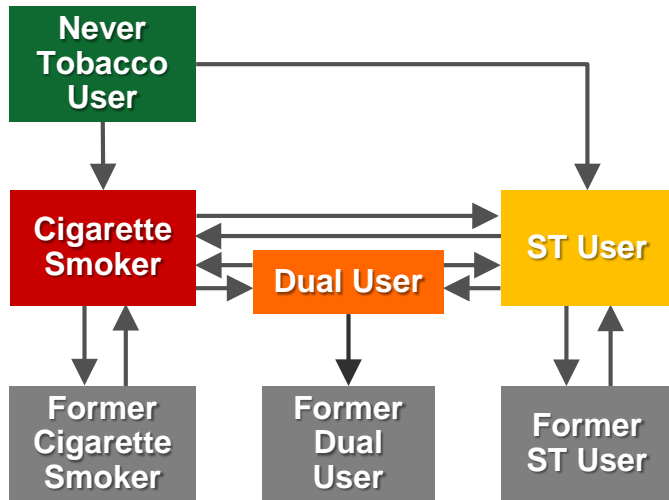 Never
Tobacco
User
Cigarette
Smoker
Dual User
ST User
Former
Cigarette
Smoker
Former
Dual
User
Former
ST User